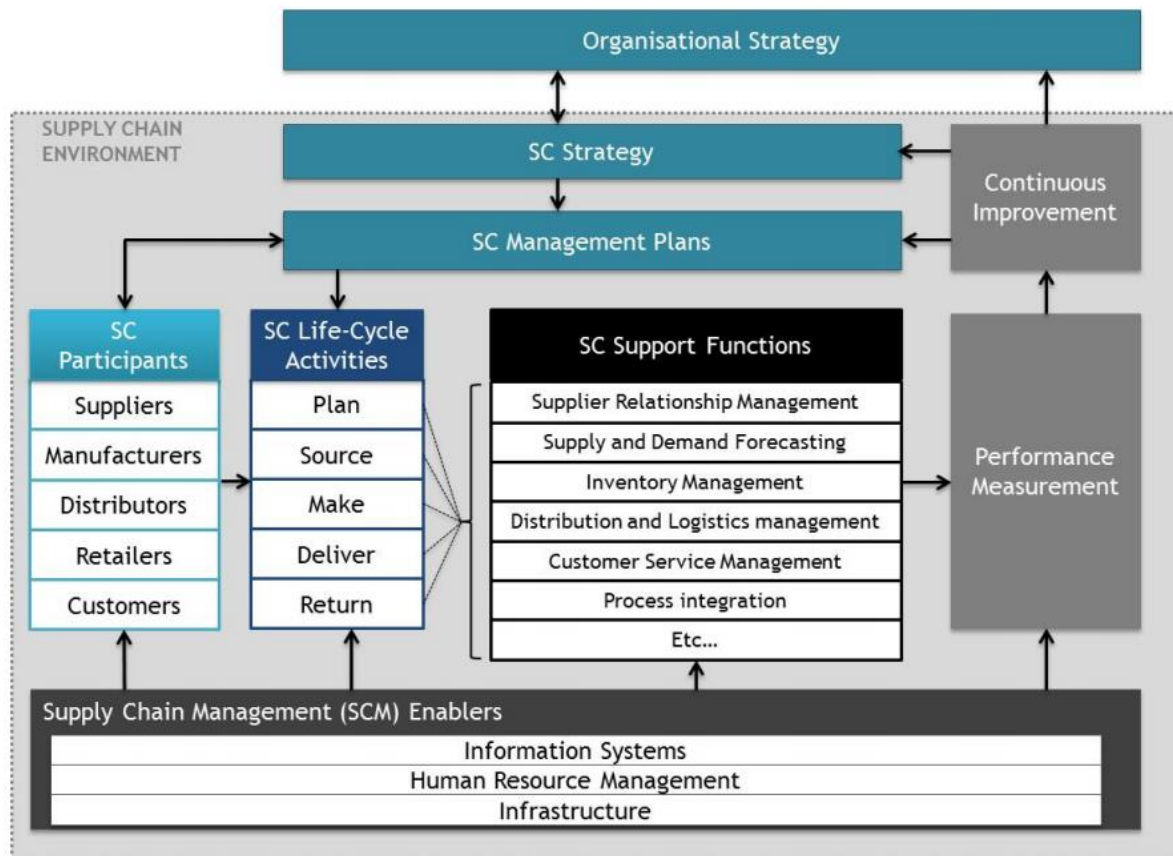 Organisational Strategy
SUPPLY CHAIN
ENVIRONMENT
SC Strategy
Continuous
Improvement
SC Management Plans
SC
Participants
Suppliers
Manufacturers
Distributors
Retailers
Customers
SC Life-Cycle
Activities
Plan
Source
Make
Deliver
Return
SC Support Functions
Supplier Relationship Management
Supply and Demand Forecasting
Inventory Management
Distribution and Logistics management
Customer Service Management
Process integration
Etc...
Performance
Measurement
Supply Chain Management (SCM) Enablers
Information Systems
Human Resource Management
Infrastructure